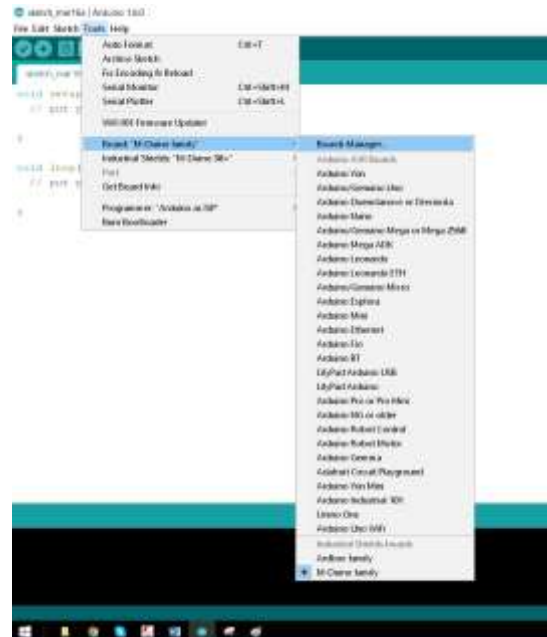 File Edit Sketch Tools Help
Auto Format Ctrl+T
Archive Sketch
Fix Encoding & Reload
Serial Monitor Ctrl+Shift+M
Serial Plotter Ctrl+Shift+L
WiFi101 Firmware Updater
Board: "M-Duino family"
Boards Manager...
Industrial Shields: "M-Duino
Port
Get Board Info
Programmer: "Arduino as ISP"
Burn Bootloader
Arduino AVR Boards
Arduino Yún
Arduino/Genuino Uno
Arduino Duemilanove or Diecimila
Arduino Nano
Arduino/Genuino Mega or Mega 2560
Arduino Mega ADK
Arduino Leonardo
Arduino Leonardo ETH
Arduino/Genuino Micro
Arduino Esplora
Arduino Mini
Arduino Ethernet
Arduino Fio
Arduino BT
LilyPad Arduino USB
LilyPad Arduino
Arduino Pro or Pro Mini
Arduino NG or older
Arduino Robot Control
Arduino Robot Motor
Arduino Gemma
Adafruit Circuit Playground
Arduino Yún Mini
Arduino Industrial 101
Linino One
Arduino Uno WiFi
Industrial Shields boards
Ardbox family
M-Duino family
void setup
// put
}
void loop
// put
}